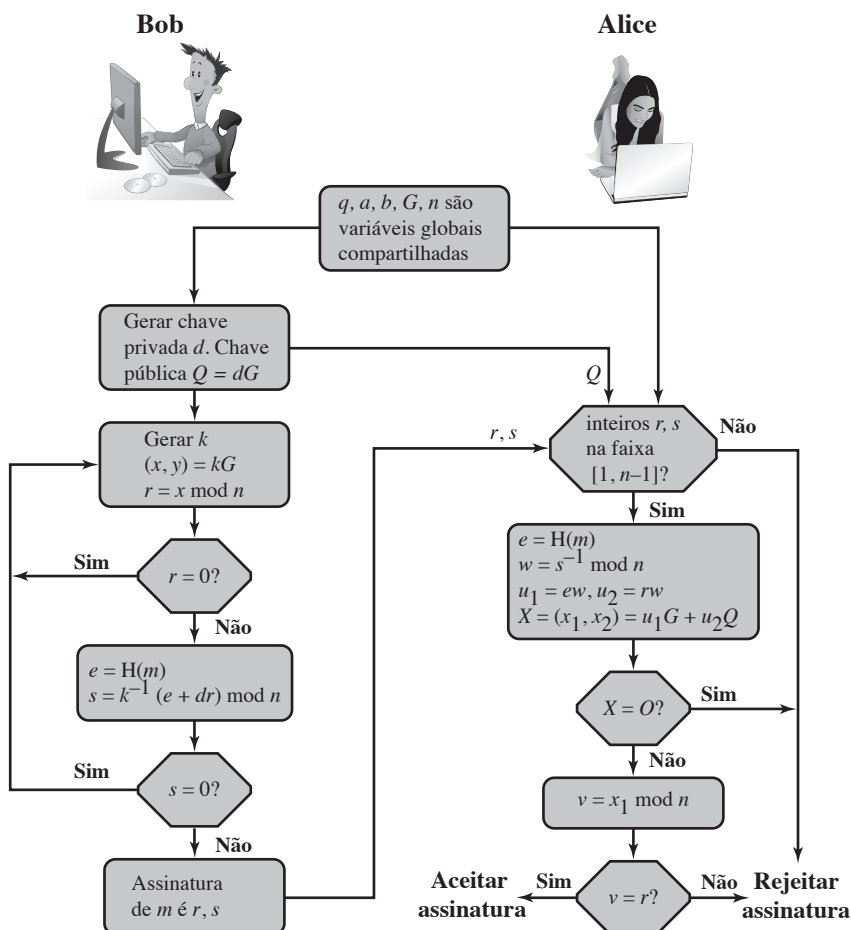 Bob
Alice
q, a, b, G, n são
variáveis globais
compartilhadas
Gerar chave
privada d. Chave
pública Q = dG
Q
Gerar k
(x, y) = kG
r = x mod n
r = 0?
Sim
Não
e = H(m)
s = k⁻¹ (e + dr) mod n
s = 0?
Sim
Não
Assinatura
de m é r, s
r, s
inteiros r, s
na faixa
[1, n–1]?
Não
Sim
e = H(m)
w = s⁻¹ mod n
u₁ = ew, u₂ = rw
X = (x₁, x₂) = u₁G + u₂Q
X = O?
Sim
Não
v = x₁ mod n
v = r?
Sim
Aceitar
assinatura
Não
Rejeitar
assinatura